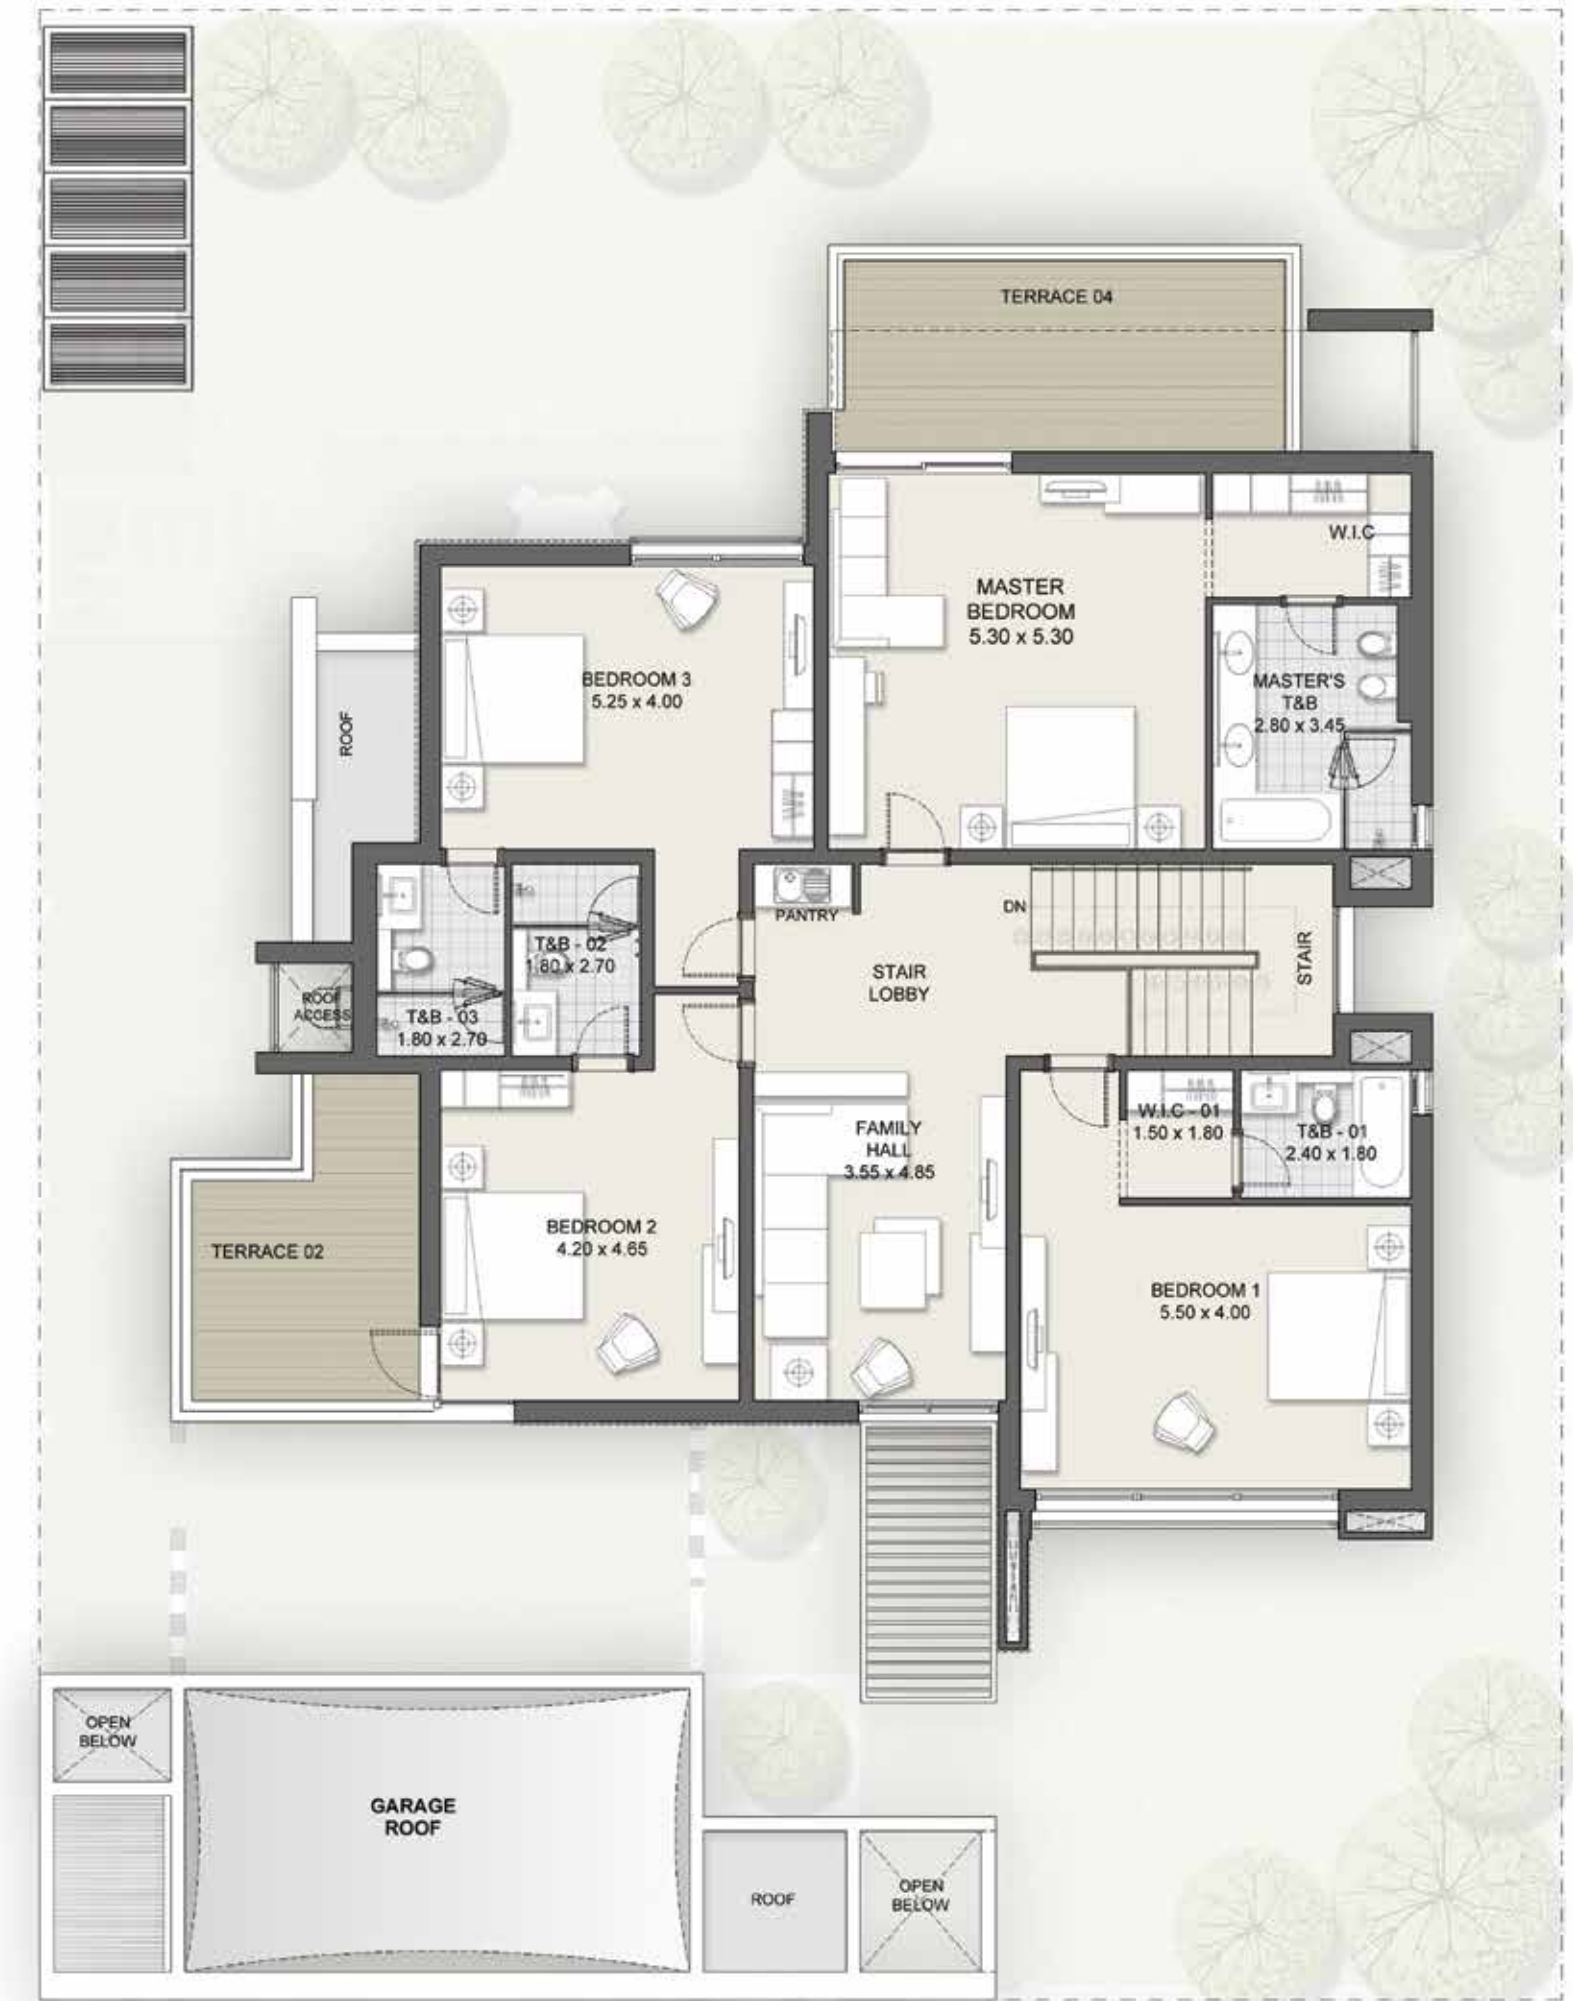 TERRACE 04
W.I.C
MASTER
BEDROOM
5.30 x 5.30
BEDROOM 3
5.25 x 4.00
MASTER'S
T&B
2.80 x 3.45
ROOF
PANTRY
DN
T&B - 02
1.80 x 2.70
STAIR
LOBBY
STAIR
ROOF
ACCESS
T&B - 03
1.80 x 2.70
W.I.C - 01
1.50 x 1.80
T&B - 01
2.40 x 1.80
FAMILY
HALL
3.55 x 4.85
BEDROOM 2
4.20 x 4.65
TERRACE 02
BEDROOM 1
5.50 x 4.00
OPEN
BELOW
GARAGE
ROOF
ROOF
OPEN
BELOW